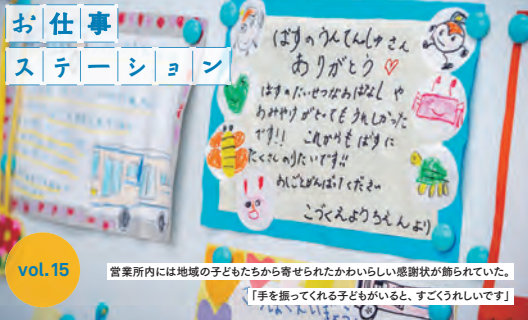 お仕事
ステーション
ばすのうんてんしゅさん
ありがとう♡
ばすのたいせつなおはなし や
おみやげ がとっても うれしかった
です!! これからも ばすに
たくさんのりたいです!!
おしごとがんばってください
こづくえようちえんより
vol.15
営業所内には地域の子どもたちから寄せられたかわいらしい感謝状が飾られていた。
「手を振ってくれる子どもがいると、すごくうれしいです」